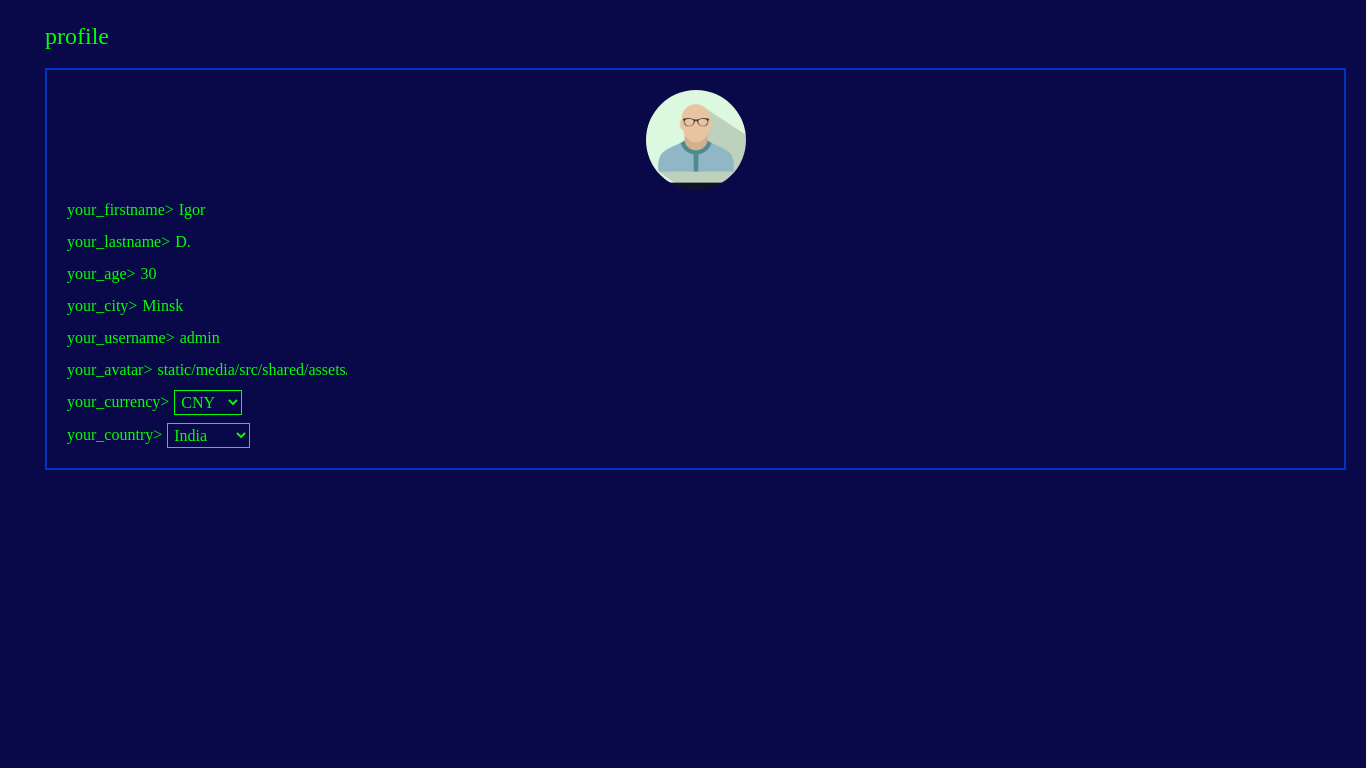 profile
your_firstname> Igor
your_lastname> D.
your_age> 30
your_city> Minsk
your_username> admin
your_avatar> static/media/src/shared/assets.
your_currency> CNY
your_country> India